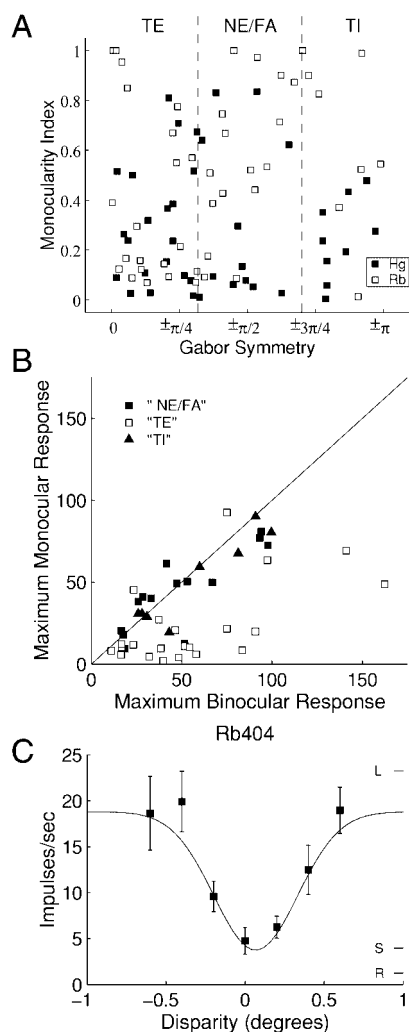 A
TE NE/FA TI
1
0.8
0.6
0.4
0.2
0
Monocularity Index
Hg
Rb
0 ±π/4 ±π/2 ±3π/4 ±π
Gabor Symmetry
B
" NE/FA"
"TE"
"TI"
150
100
50
0
Maximum Monocular Response
0 50 100 150
Maximum Binocular Response
C
Rb404
25
20
15
10
5
0
Impulses/sec
L
S
R
−1 −0.5 0 0.5 1
Disparity (degrees)